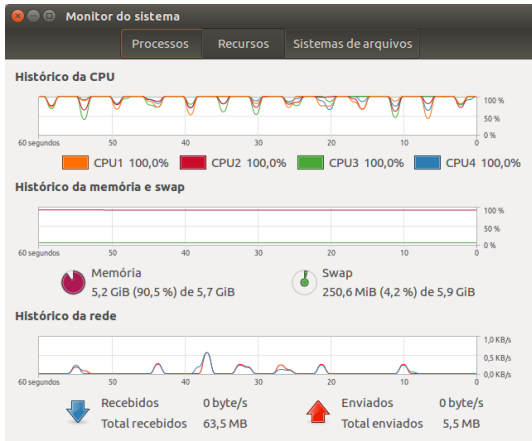 Monitor do sistema
Processos Recursos Sistemas de arquivos
Histórico da CPU
100 %
50 %
0 %
60 segundos 50 40 30 20 10 0
CPU1 100,0% CPU2 100,0% CPU3 100,0% CPU4 100,0%
Histórico da memória e swap
100 %
50 %
0 %
60 segundos 50 40 30 20 10 0
Memória
5,2 GiB (90,5 %) de 5,7 GiB
Swap
250,6 MiB (4,2 %) de 5,9 GiB
Histórico da rede
1,0 KB/s
0,5 KB/s
0,0 KB/s
60 segundos 50 40 30 20 10 0
Recebidos 0 byte/s
Total recebidos 63,5 MB
Enviados 0 byte/s
Total enviados 5,5 MB